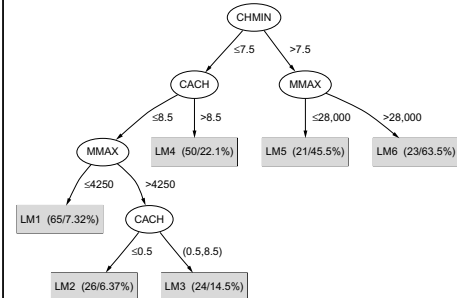 CHMIN
≤7.5 >7.5
CACH MMAX
≤8.5 >8.5 ≤28,000 >28,000
MMAX LM4 (50/22.1%) LM5 (21/45.5%) LM6 (23/63.5%)
≤4250 >4250
LM1 (65/7.32%) CACH
≤0.5 (0.5,8.5)
LM2 (26/6.37%) LM3 (24/14.5%)